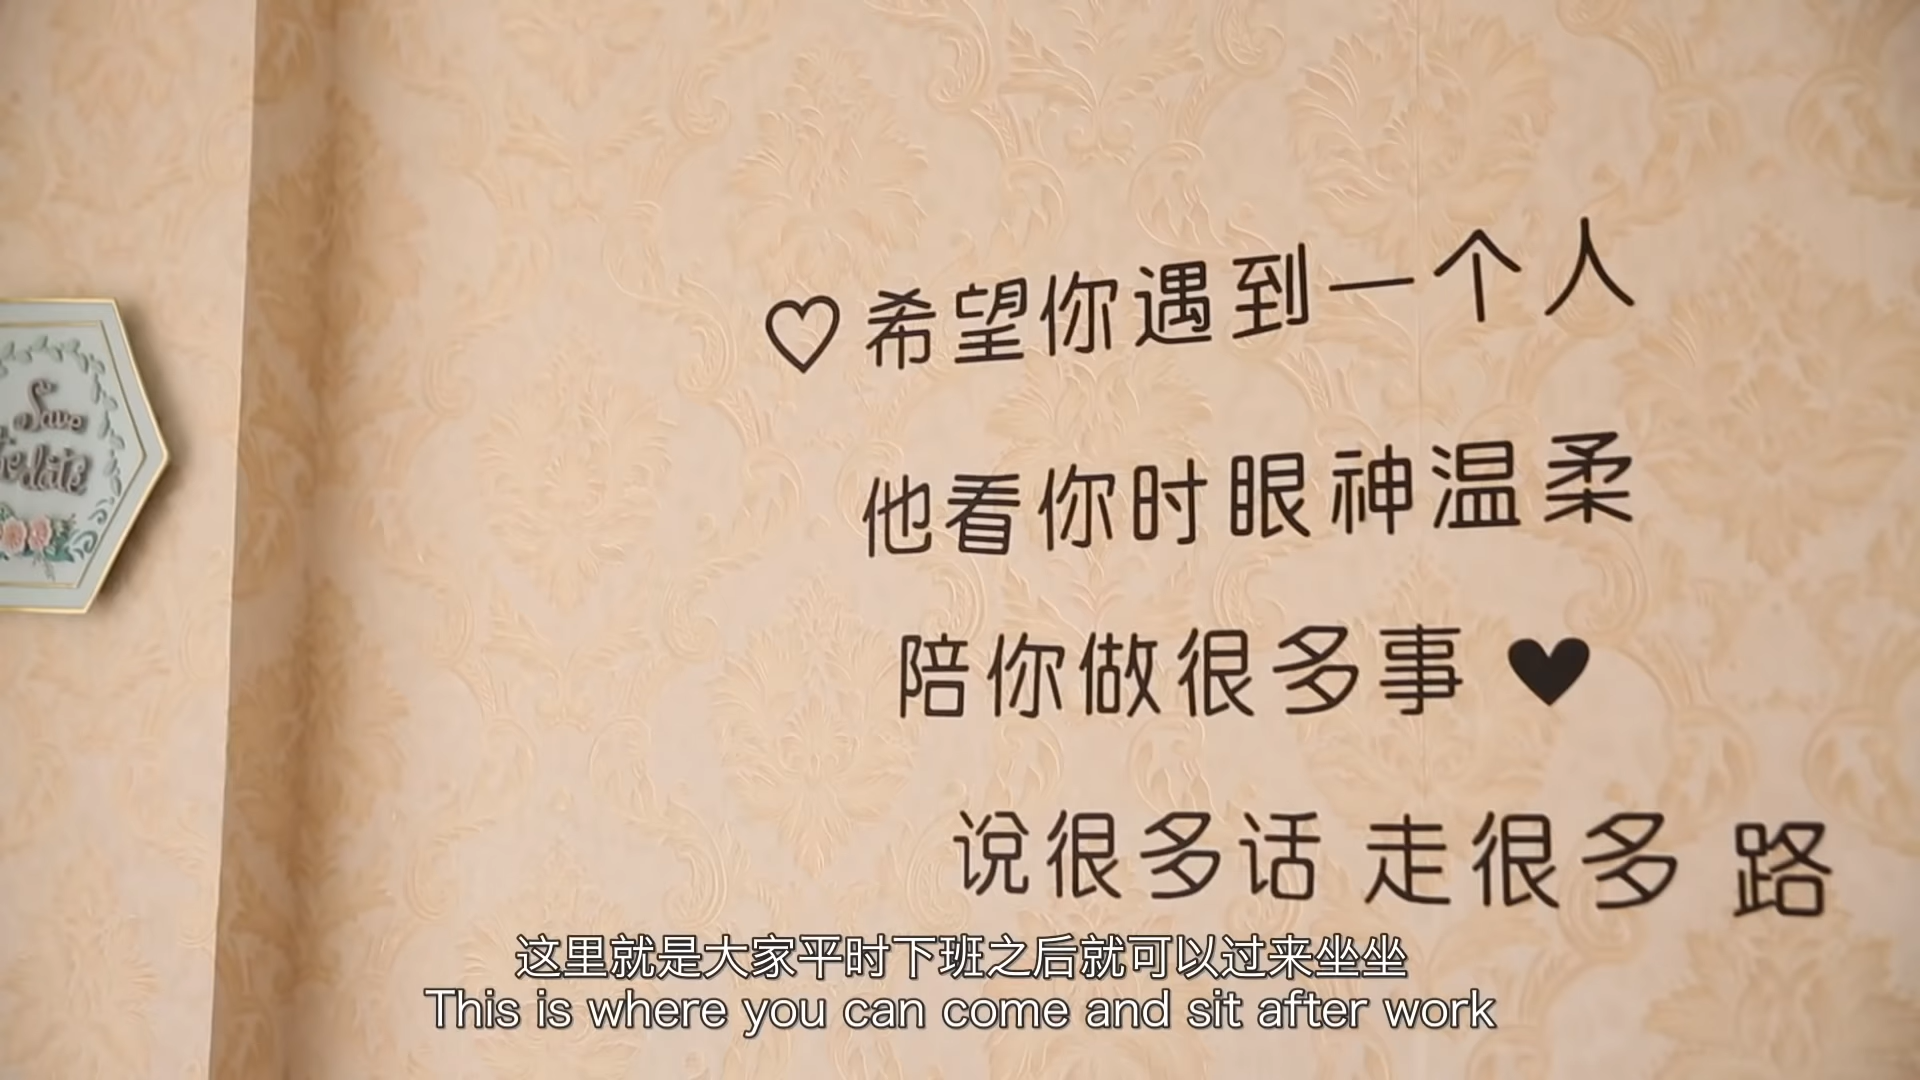 Save
the date
♡希望你遇到一个人
他看你时眼神温柔
陪你做很多事♥
说很多话 走很多 路
这里就是大家平时下班之后就可以过来坐坐
This is where you can come and sit after work